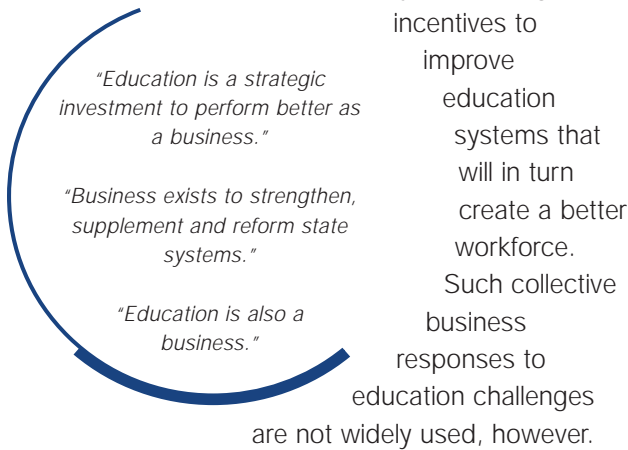 "Education is a strategic
investment to perform better as
a business."
"Business exists to strengthen,
supplement and reform state
systems."
"Education is also a
business."
incentives to
improve
education
systems that
will in turn
create a better
workforce.
Such collective
business
responses to
education challenges
are not widely used, however.